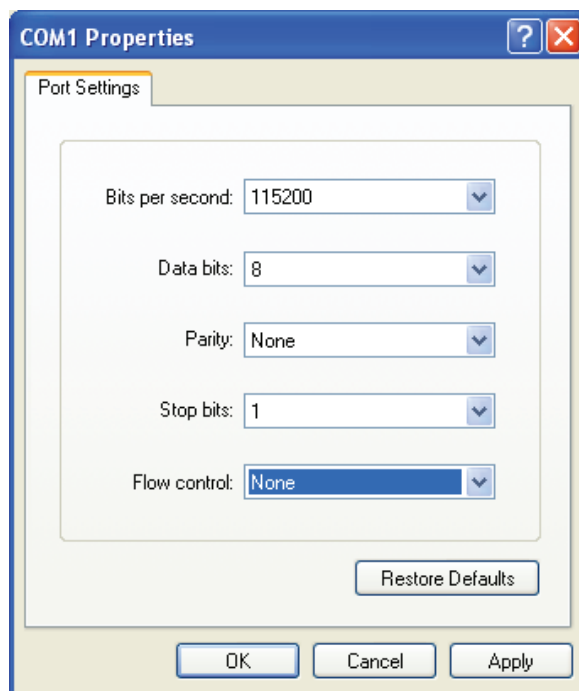 COM1 Properties
Port Settings
Bits per second: 115200
Data bits: 8
Parity: None
Stop bits: 1
Flow control: None
Restore Defaults
OK Cancel Apply